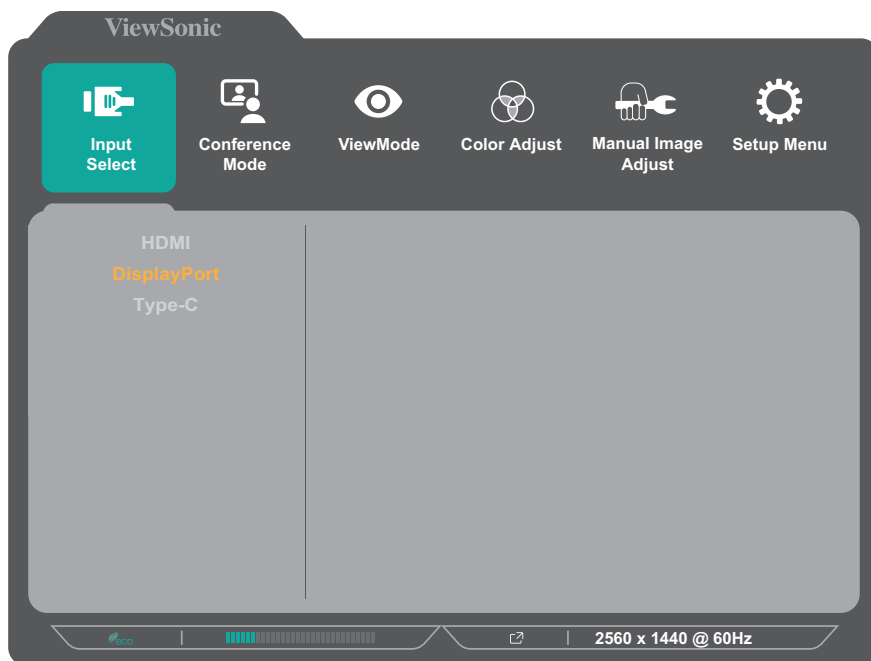 ViewSonic
Input
Select
Conference
Mode
ViewMode
Color Adjust
Manual Image
Adjust
Setup Menu
HDMI
DisplayPort
Type-C
eco
2560 x 1440 @ 60Hz